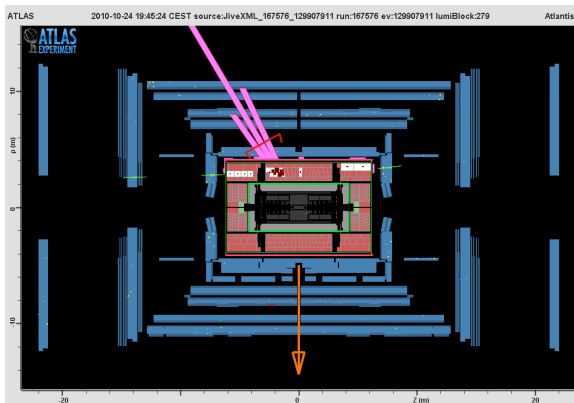 ATLAS 2010-10-24 19:45:24 CEST source:JiveXML_167576_129907911 run:167576 ev:129907911 lumiBlock:279 Atlantis
ATLAS
EXPERIMENT
10
ρ (m)
0
-10
-20
0
Z (m)
20